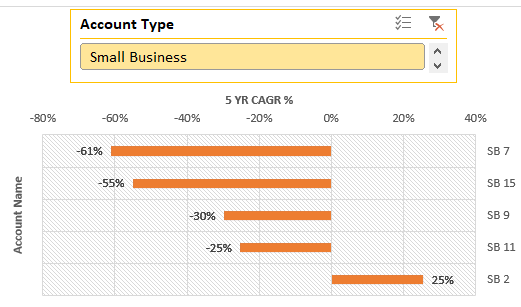 Account Type
Small Business
5 YR CAGR %
-80% -60% -40% -20% 0% 20% 40%
Account Name
-61% SB 7
-55% SB 15
-30% SB 9
-25% SB 11
25% SB 2